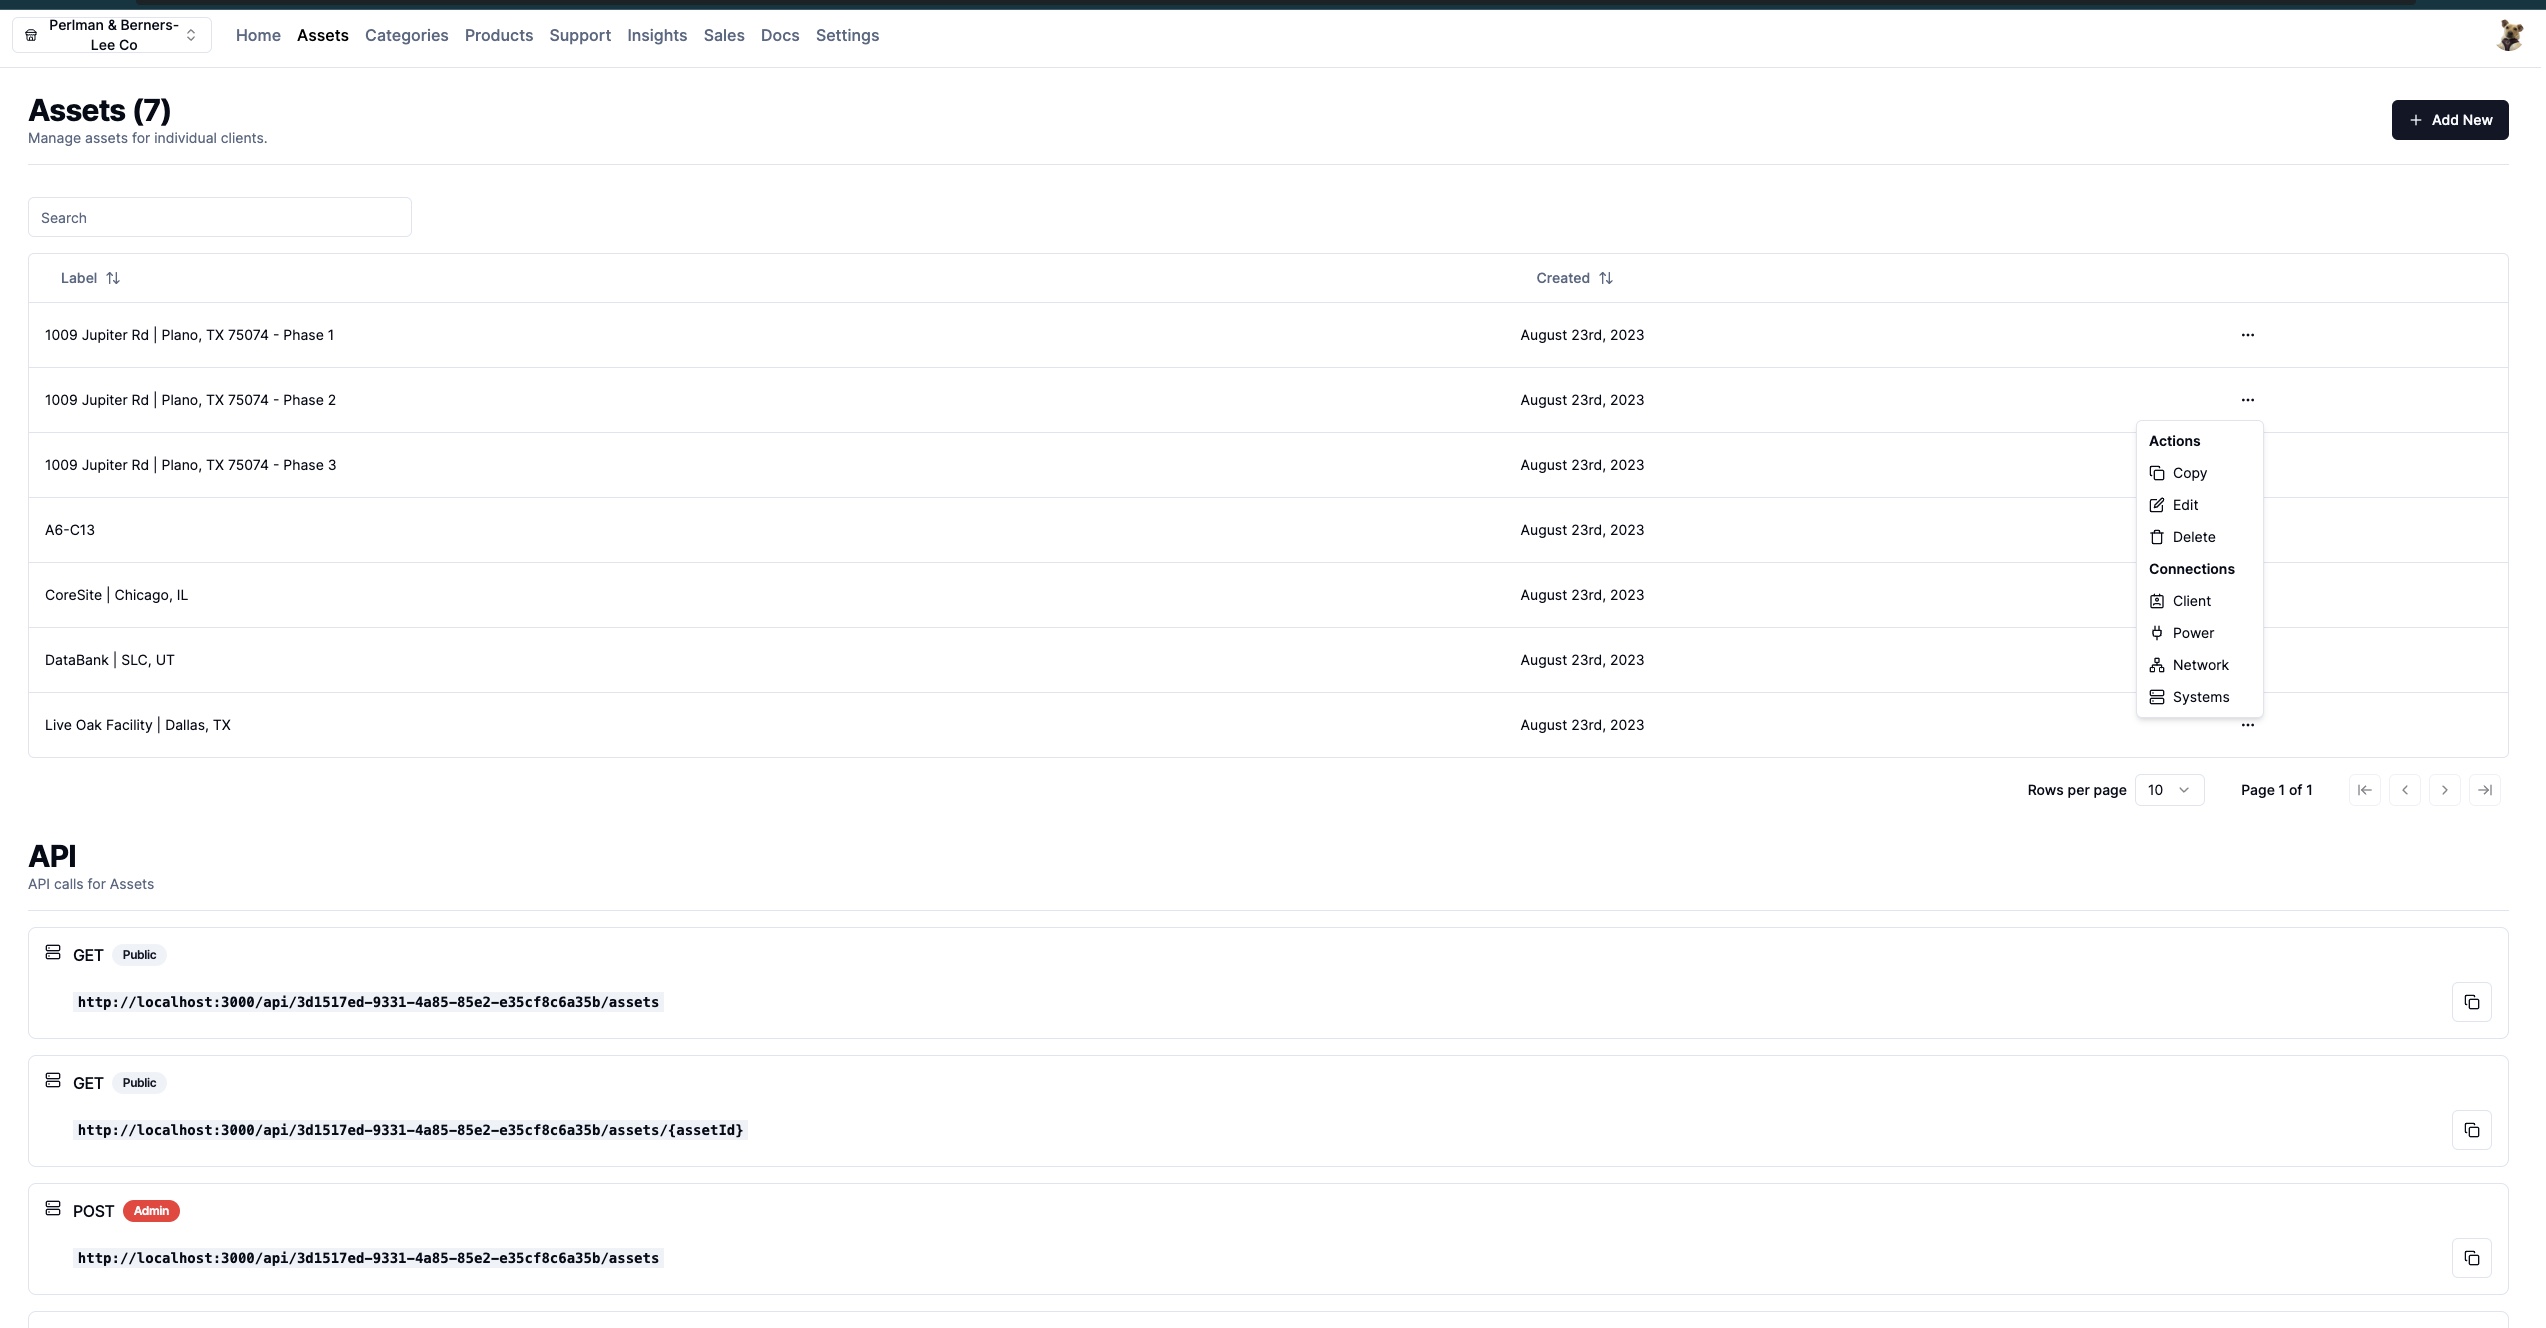 Perlman & Berners-
Lee Co
Home Assets Categories Products Support Insights Sales Docs Settings
Assets (7)
Manage assets for individual clients.
+ Add New
Search
Label Created
1009 Jupiter Rd | Plano, TX 75074 - Phase 1 August 23rd, 2023 ...
1009 Jupiter Rd | Plano, TX 75074 - Phase 2 August 23rd, 2023 ...
1009 Jupiter Rd | Plano, TX 75074 - Phase 3 August 23rd, 2023
A6-C13 August 23rd, 2023
CoreSite | Chicago, IL August 23rd, 2023
DataBank | SLC, UT August 23rd, 2023
Live Oak Facility | Dallas, TX August 23rd, 2023 ...
Actions
Copy
Edit
Delete
Connections
Client
Power
Network
Systems
Rows per page 10 Page 1 of 1
API
API calls for Assets
GET Public
http://localhost:3000/api/3d1517ed-9331-4a85-85e2-e35cf8c6a35b/assets
GET Public
http://localhost:3000/api/3d1517ed-9331-4a85-85e2-e35cf8c6a35b/assets/{assetId}
POST Admin
http://localhost:3000/api/3d1517ed-9331-4a85-85e2-e35cf8c6a35b/assets